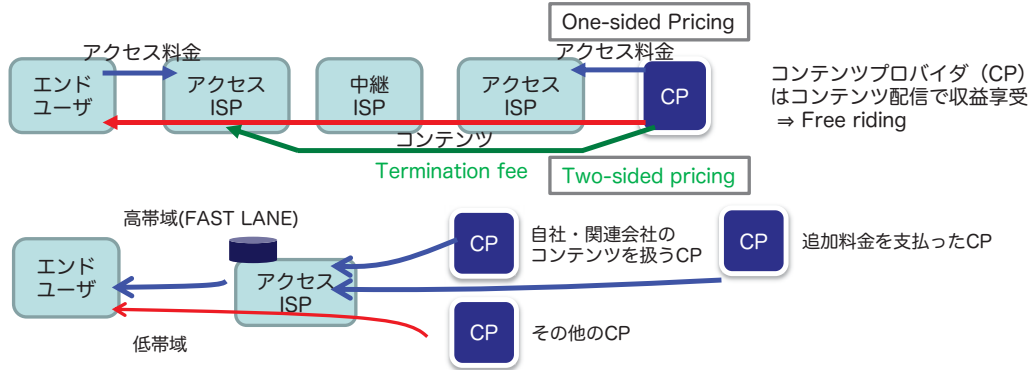 One-sided Pricing
アクセス料金
アクセス料金
エンド
ユーザ
アクセス
ISP
中継
ISP
アクセス
ISP
CP
コンテンツプロバイダ（CP）
はコンテンツ配信で収益享受
⇒ Free riding
コンテンツ
Termination fee
Two-sided pricing
高帯域(FAST LANE)
エンド
ユーザ
アクセス
ISP
CP
自社・関連会社の
コンテンツを扱うCP
CP
追加料金を支払ったCP
低帯域
CP
その他のCP